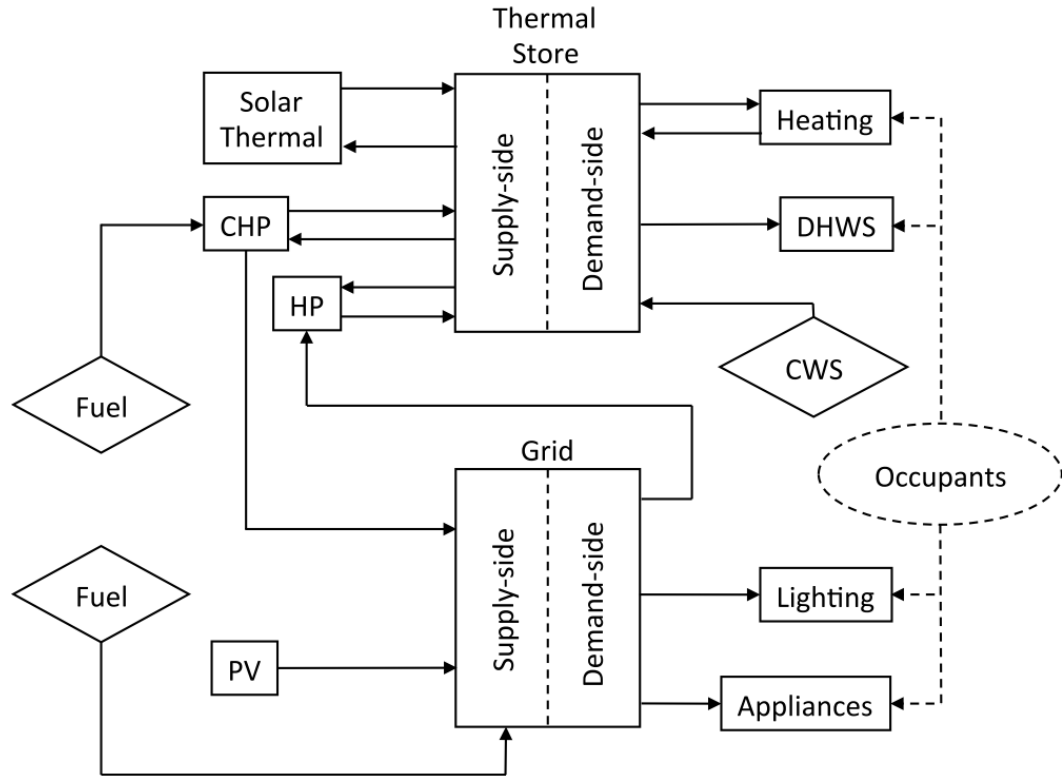 Thermal
Store
Solar
Thermal
Supply-side
Demand-side
Heating
CHP
DHWS
HP
CWS
Fuel
Grid
Occupants
Supply-side
Demand-side
Fuel
Lighting
PV
Appliances